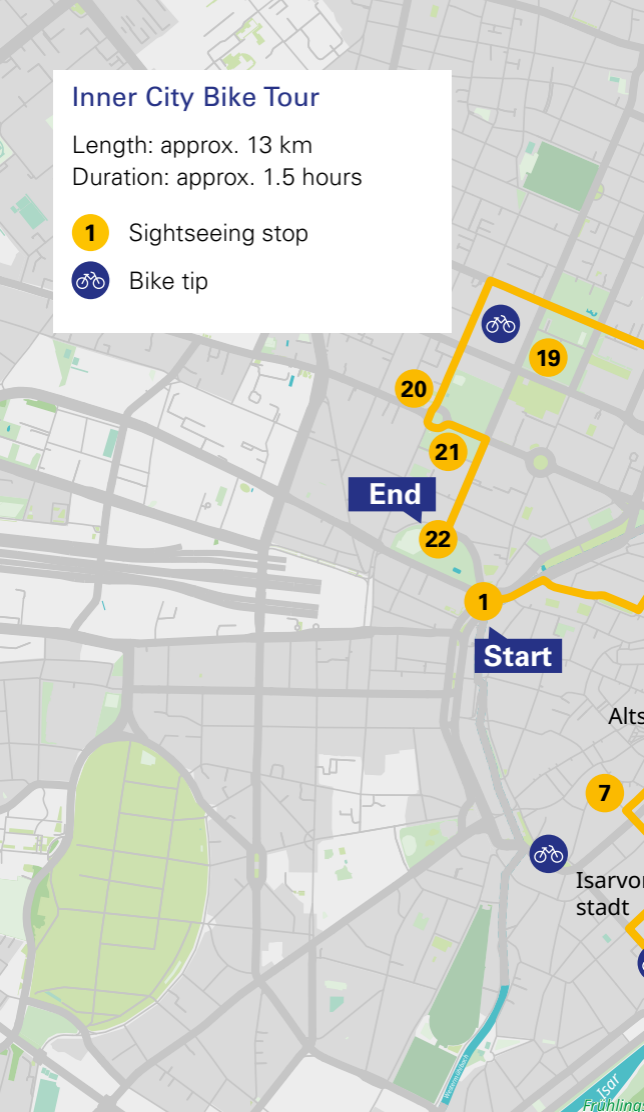 Inner City Bike Tour
Length: approx. 13 km
Duration: approx. 1.5 hours
1 Sightseeing stop
Bike tip
19
20
21
End
22
1
Start
Alts
7
Isarvor
stadt
Isar
Frühlings